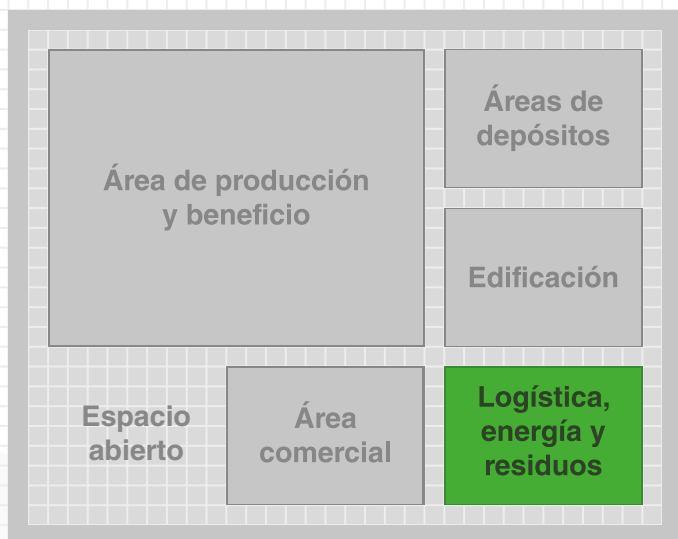 Área de producción
y beneficio
Áreas de
depósitos
Edificación
Espacio
abierto
Área
comercial
Logística,
energía y
residuos